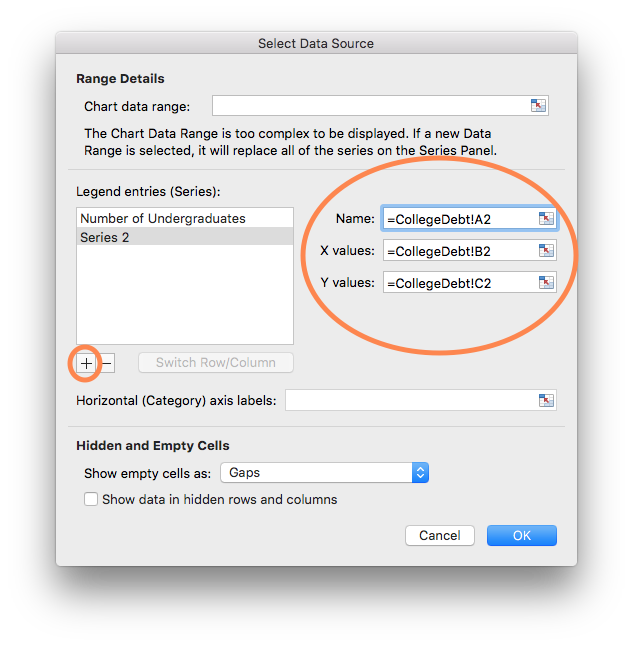 Select Data Source
Range Details
Chart data range:
The Chart Data Range is too complex to be displayed. If a new Data
Range is selected, it will replace all of the series on the Series Panel.
Legend entries (Series):
Number of Undergraduates
Series 2
Name: =CollegeDebt!A2
X values: =CollegeDebt!B2
Y values: =CollegeDebt!C2
+ −
Switch Row/Column
Horizontal (Category) axis labels:
Hidden and Empty Cells
Show empty cells as: Gaps
Show data in hidden rows and columns
Cancel OK